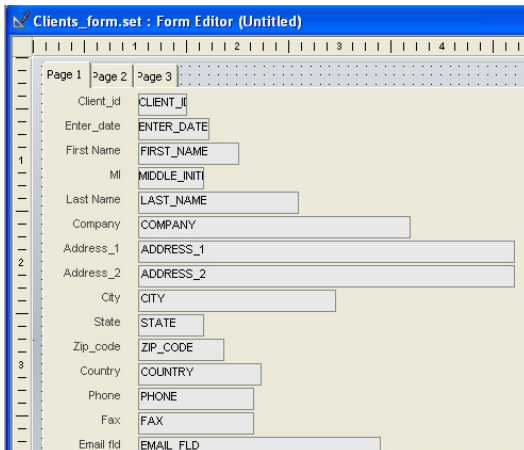 Clients_form.set : Form Editor (Untitled)
1 2 3 4
Page 1 Page 2 Page 3
Client_id CLIENT_I
Enter_date ENTER_DATE
First Name FIRST_NAME
1
MI MIDDLE_INITI
Last Name LAST_NAME
Company COMPANY
Address_1 ADDRESS_1
2
Address_2 ADDRESS_2
City CITY
State STATE
Zip_code ZIP_CODE
3
Country COUNTRY
Phone PHONE
Fax FAX
Email fld EMAIL_FLD